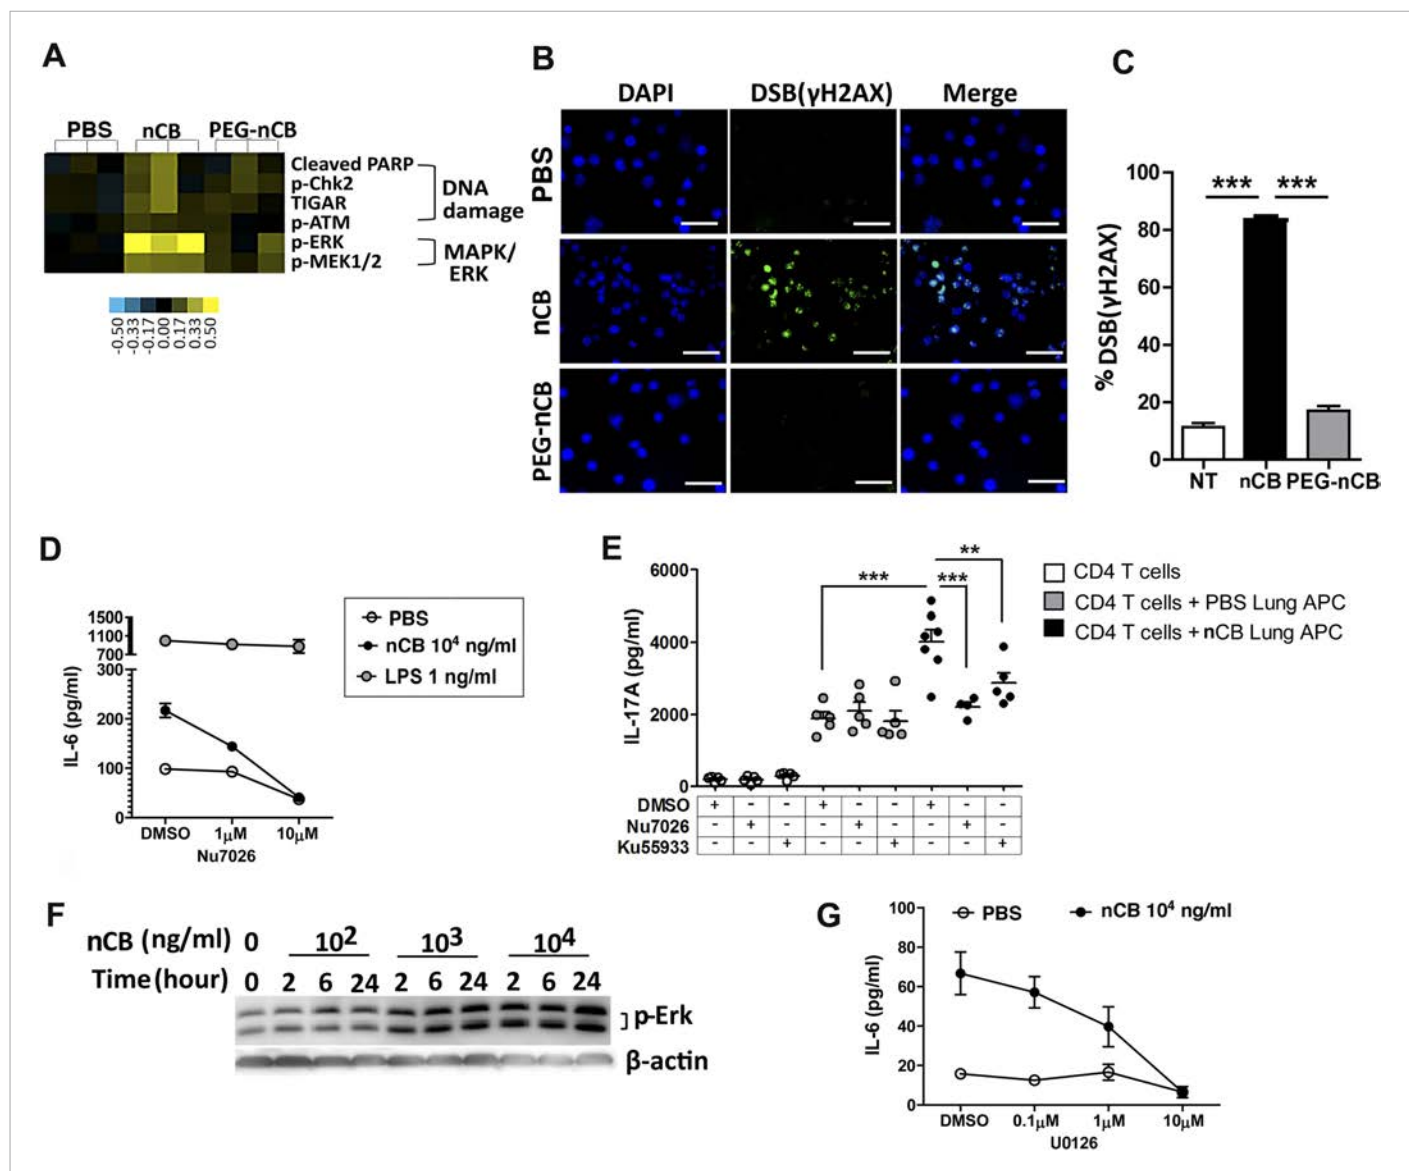 A
PBS nCB PEG-nCB
Cleaved PARP
p-Chk2
TIGAR
p-ATM
p-ERK
p-MEK1/2
DNA
damage
MAPK/
ERK
-0.50
-0.33
-0.17
0.00
0.17
0.33
0.50
B
DAPI DSB(γH2AX) Merge
PBS
nCB
PEG-nCB
C
***
***
% DSB(γH2AX)
100
80
60
40
20
0
NT nCB PEG-nCB
D
IL-6 (pg/ml)
1500
1100
700
300
200
100
0
DMSO 1μM 10μM
Nu7026
PBS
nCB 10⁴ ng/ml
LPS 1 ng/ml
E
IL-17A (pg/ml)
6000
4000
2000
0
**
*** ***
CD4 T cells
CD4 T cells + PBS Lung APC
CD4 T cells + nCB Lung APC
DMSO + - - + - - + - -
Nu7026 - + - - + - - + -
Ku55933 - - + - - + - - +
F
nCB (ng/ml) 0 10² 10³ 10⁴
Time (hour) 0 2 6 24 2 6 24 2 6 24
p-Erk
β-actin
G
PBS nCB 10⁴ ng/ml
IL-6 (pg/ml)
100
80
60
40
20
0
DMSO 0.1μM 1μM 10μM
U0126